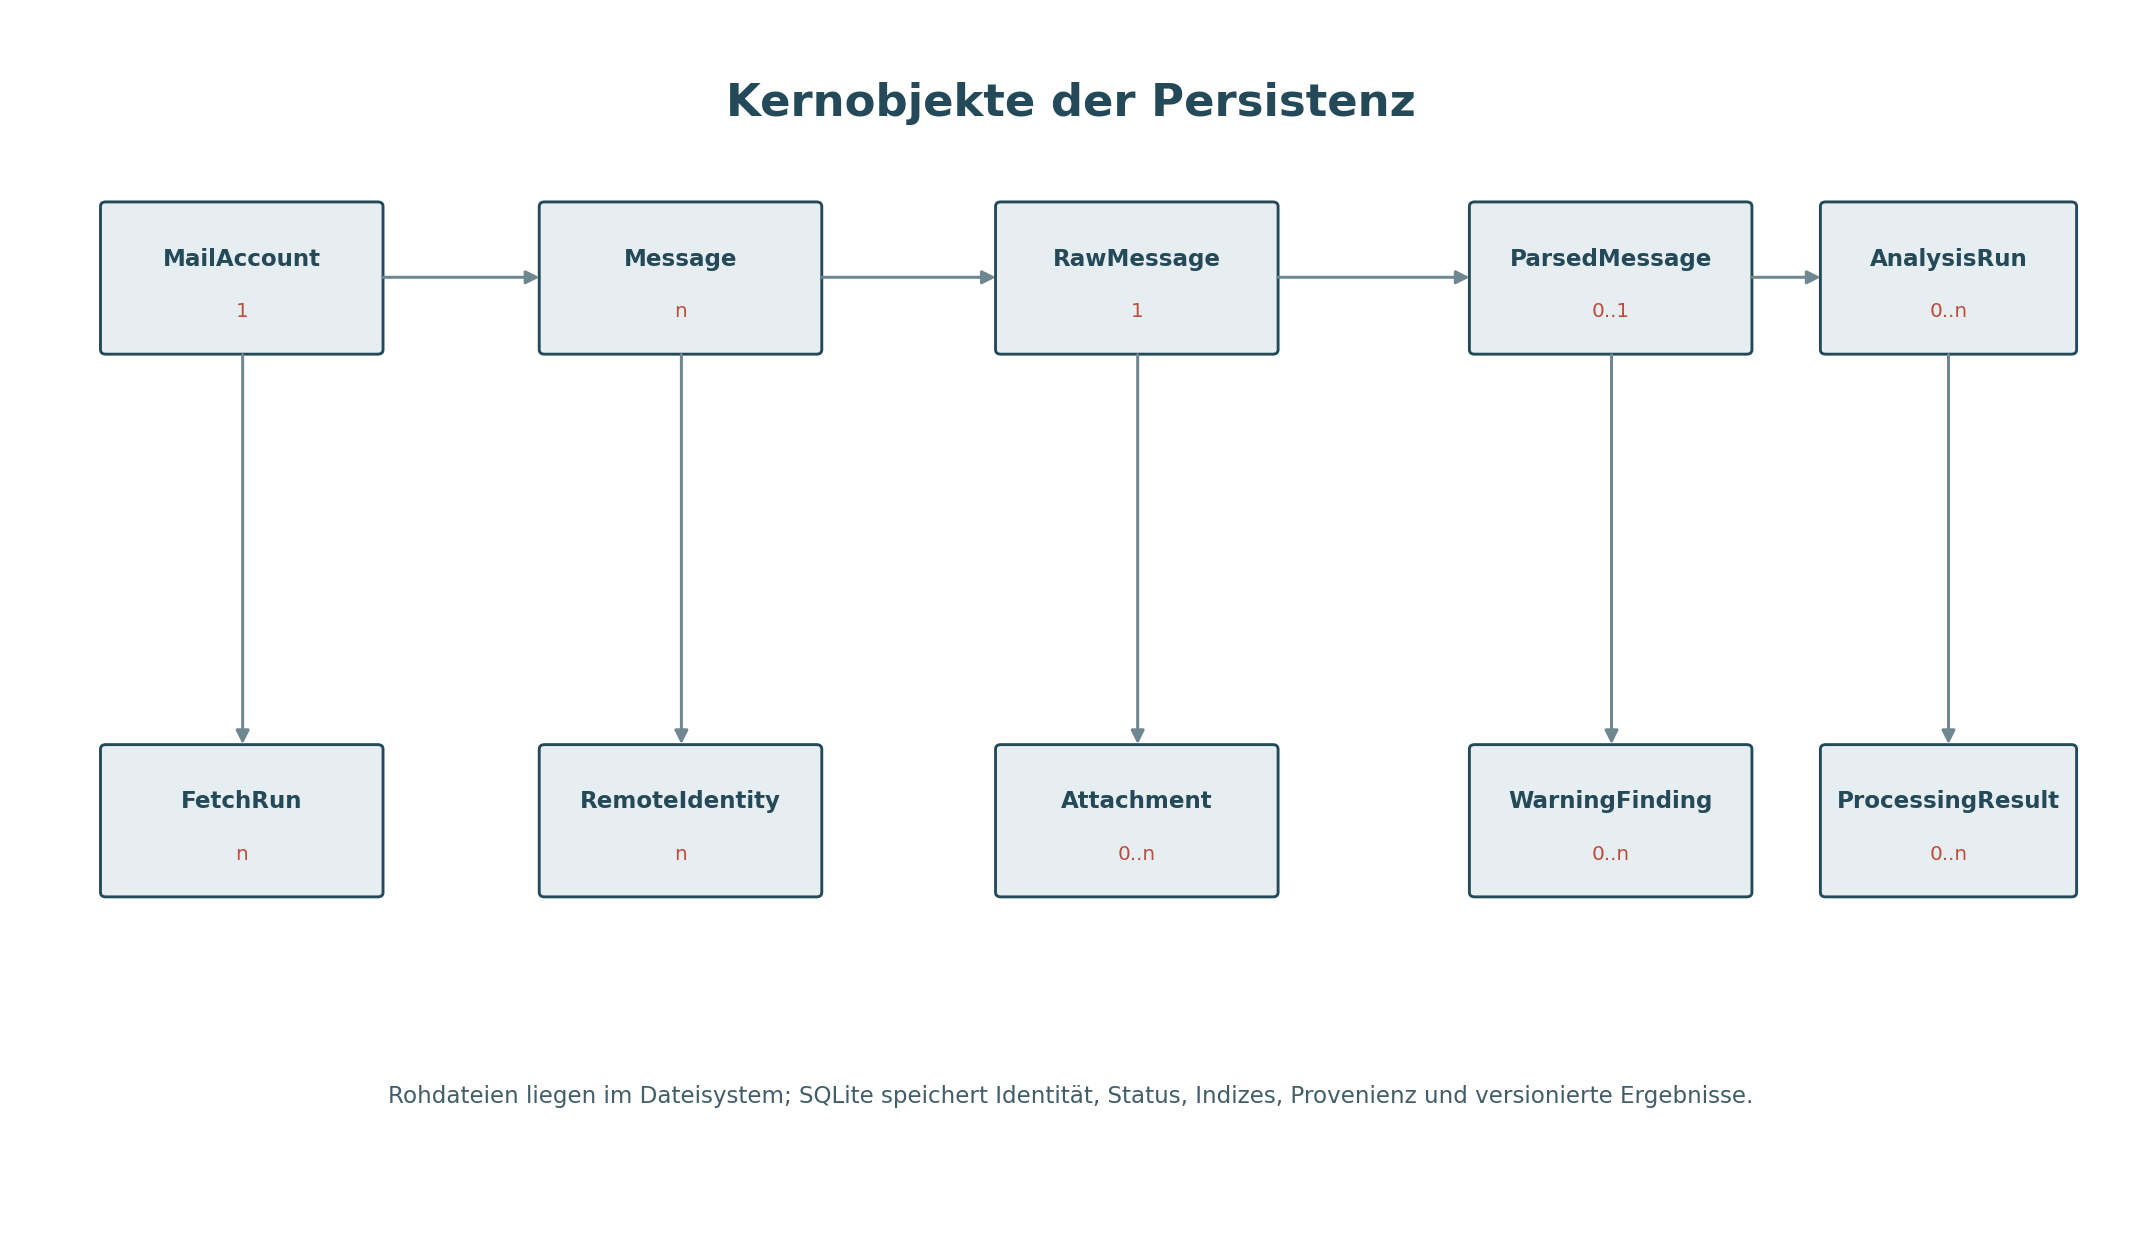 Kernobjekte der Persistenz
MailAccount
1
Message
n
RawMessage
1
ParsedMessage
0..1
AnalysisRun
0..n
FetchRun
n
RemoteIdentity
n
Attachment
0..n
WarningFinding
0..n
ProcessingResult
0..n
Rohdateien liegen im Dateisystem; SQLite speichert Identität, Status, Indizes, Provenienz und versionierte Ergebnisse.